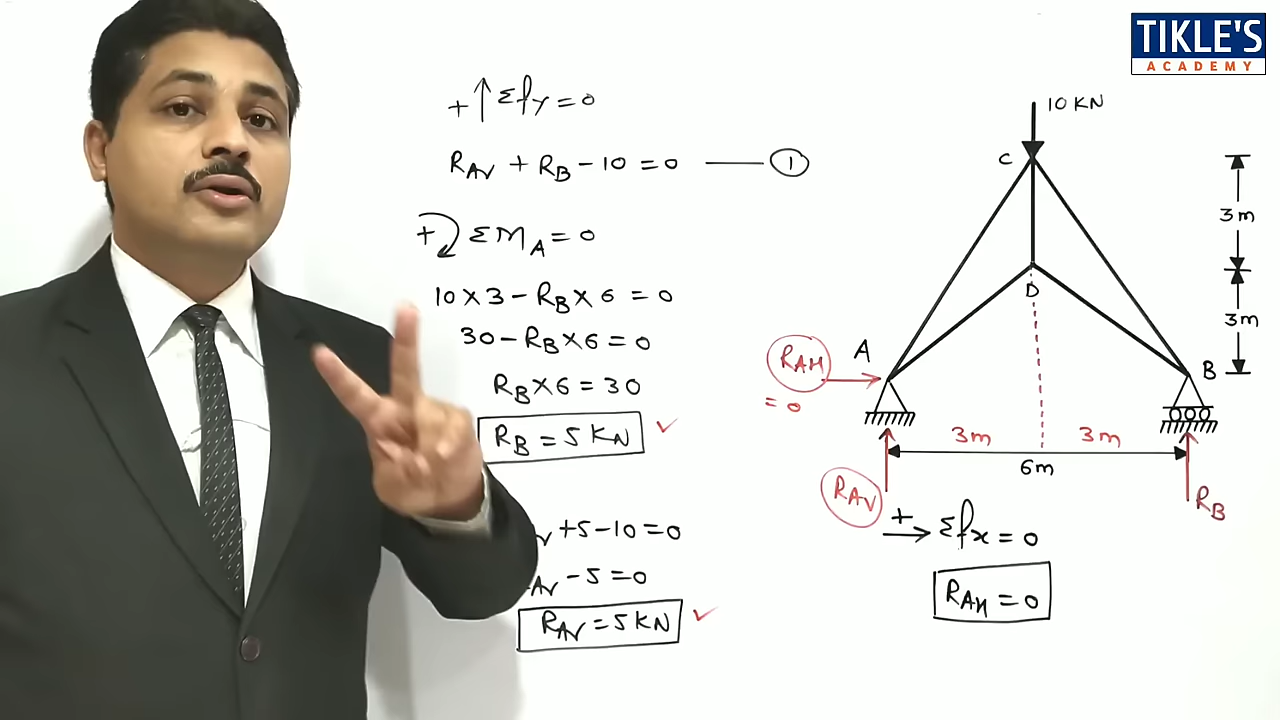 TIKLE'S
ACADEMY
+↑ Σfy = 0
RAV + RB - 10 = 0 —— ①
+ ΣMA = 0
10 × 3 - RB × 6 = 0
30 - RB × 6 = 0
RB × 6 = 30
RB = 5 KN ✓
+ 5 - 10 = 0
AV - 5 = 0
RAV = 5 KN ✓
10 KN
C
3m
D
3m
RAH
= 0
A
B
3m
3m
6m
RAV
RB
+→ Σfx = 0
RAH = 0